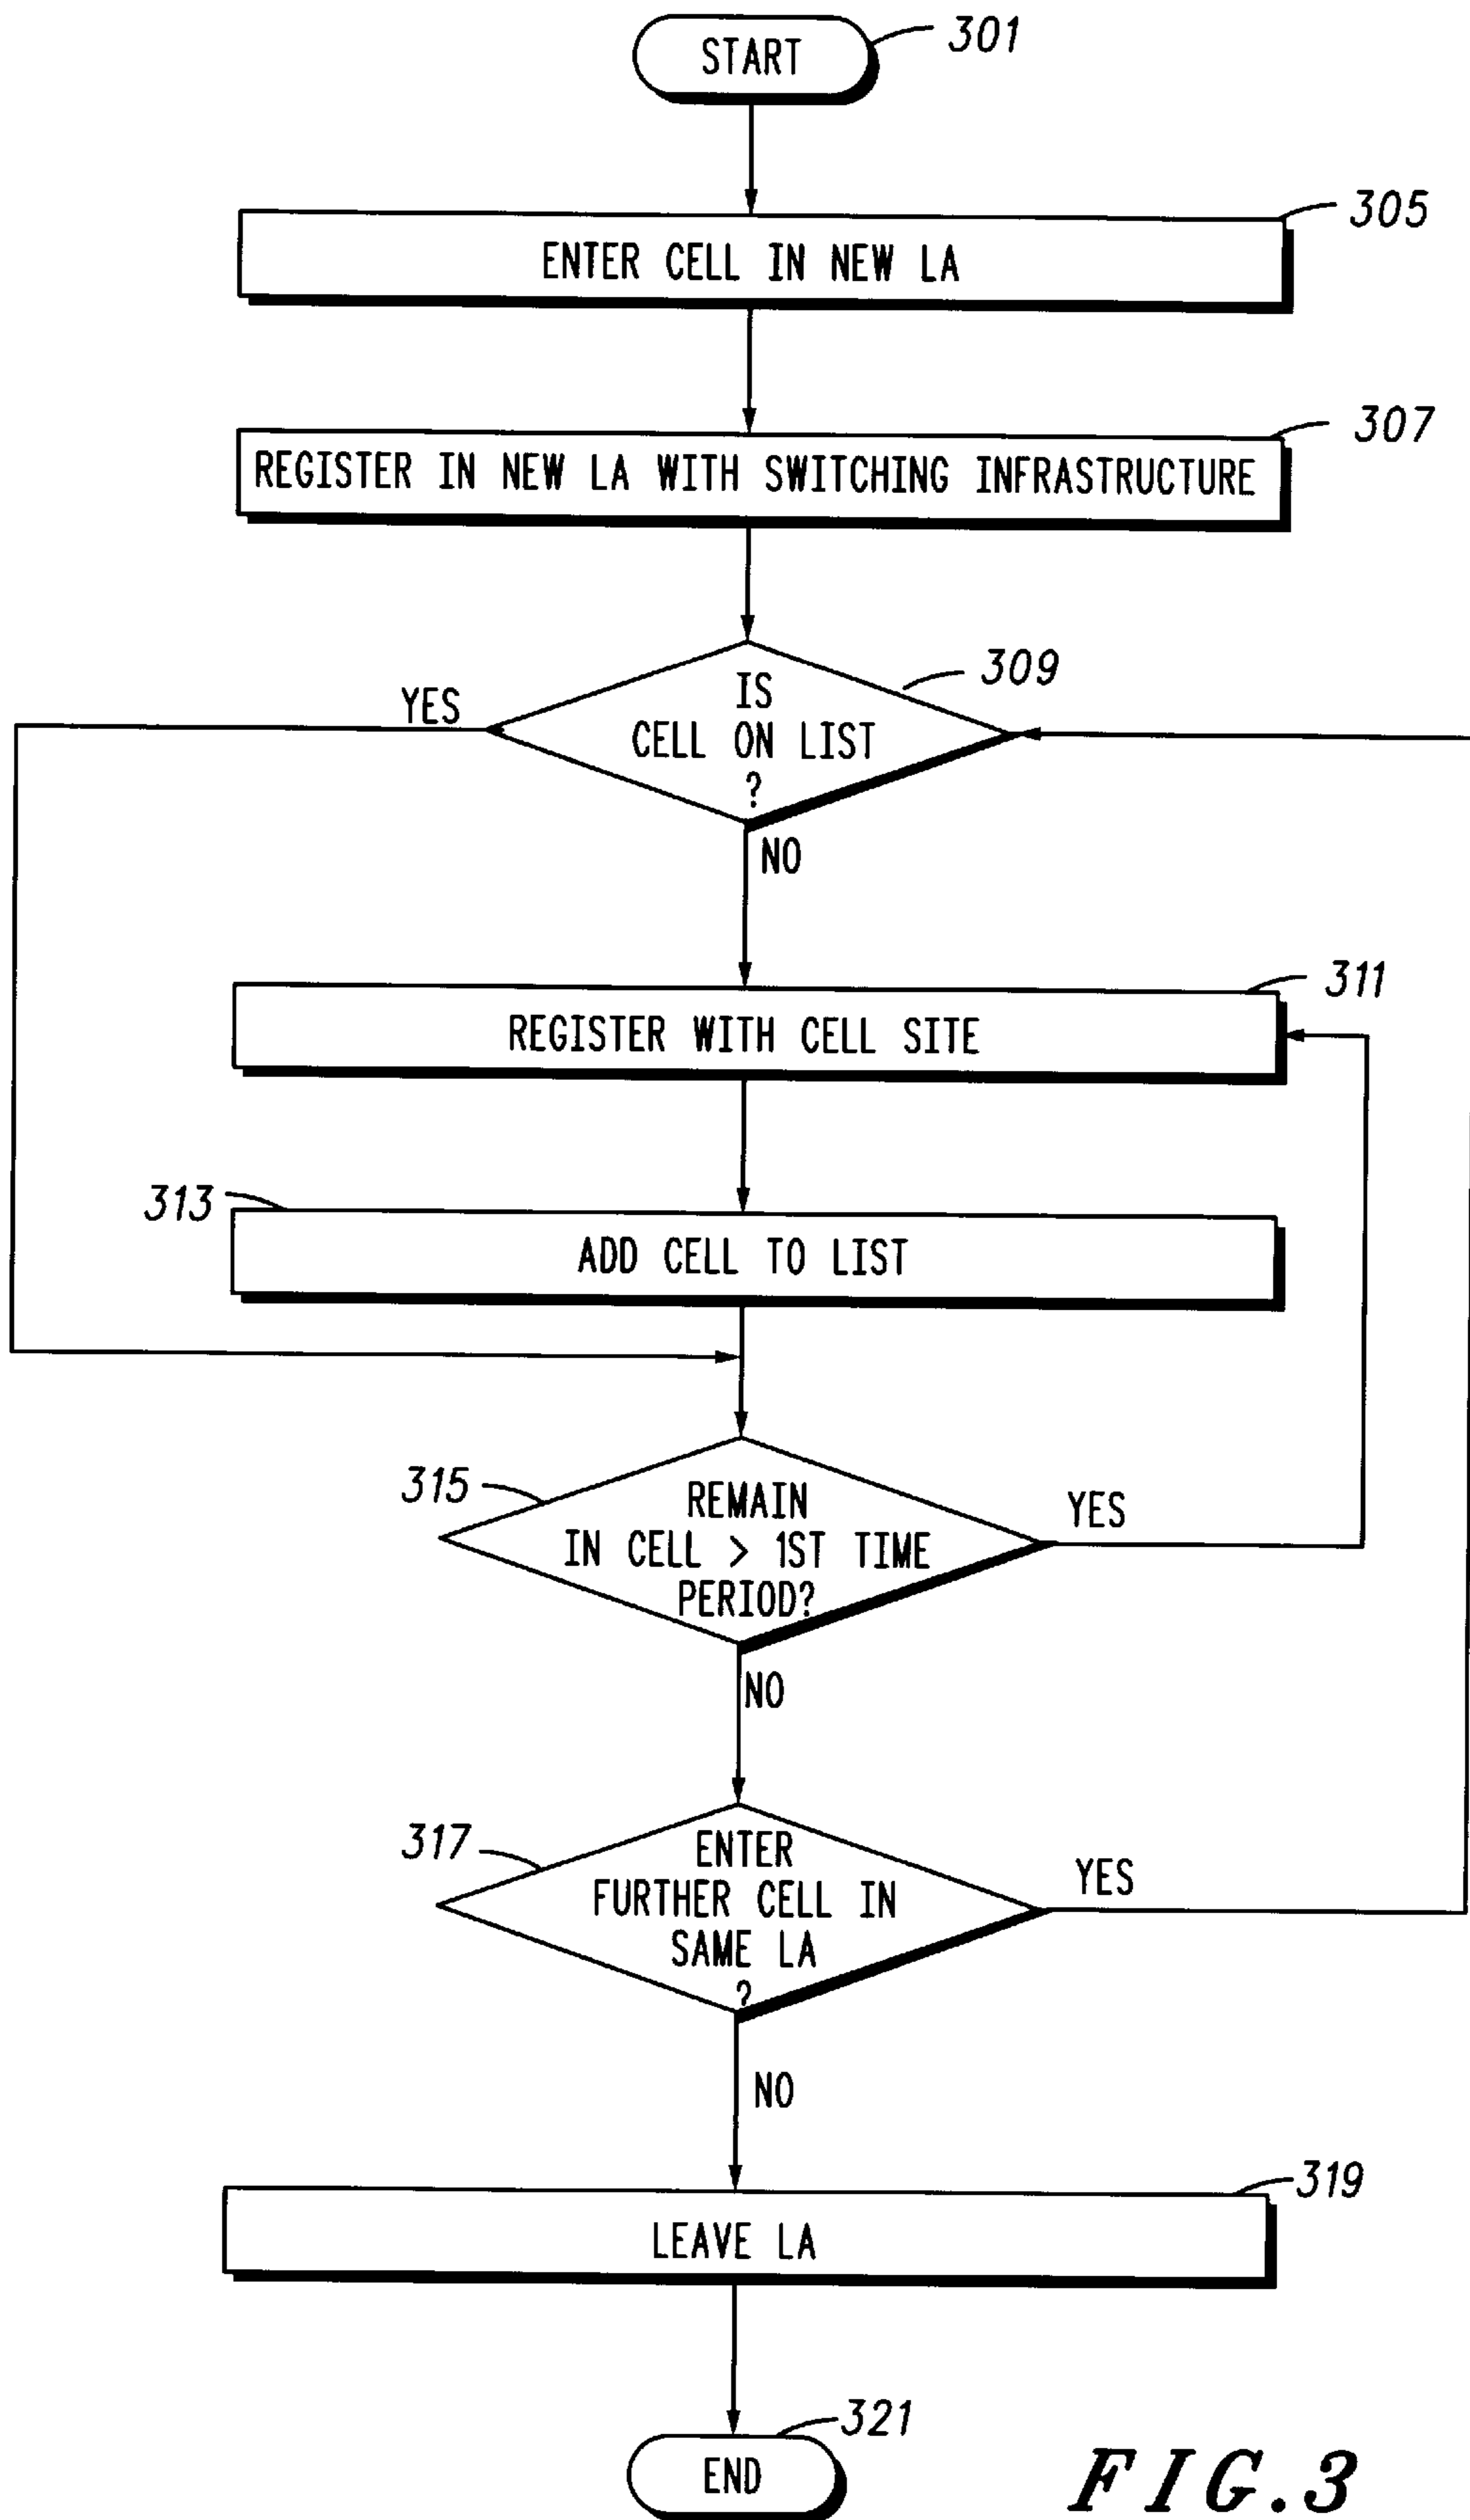 START
301
ENTER CELL IN NEW LA
305
REGISTER IN NEW LA WITH SWITCHING INFRASTRUCTURE
307
IS
CELL ON LIST
?
309
YES
NO
REGISTER WITH CELL SITE
311
313
ADD CELL TO LIST
315
REMAIN
IN CELL > 1ST TIME
PERIOD?
YES
NO
317
ENTER
FURTHER CELL IN
SAME LA
?
YES
NO
319
LEAVE LA
321
END
FIG.3